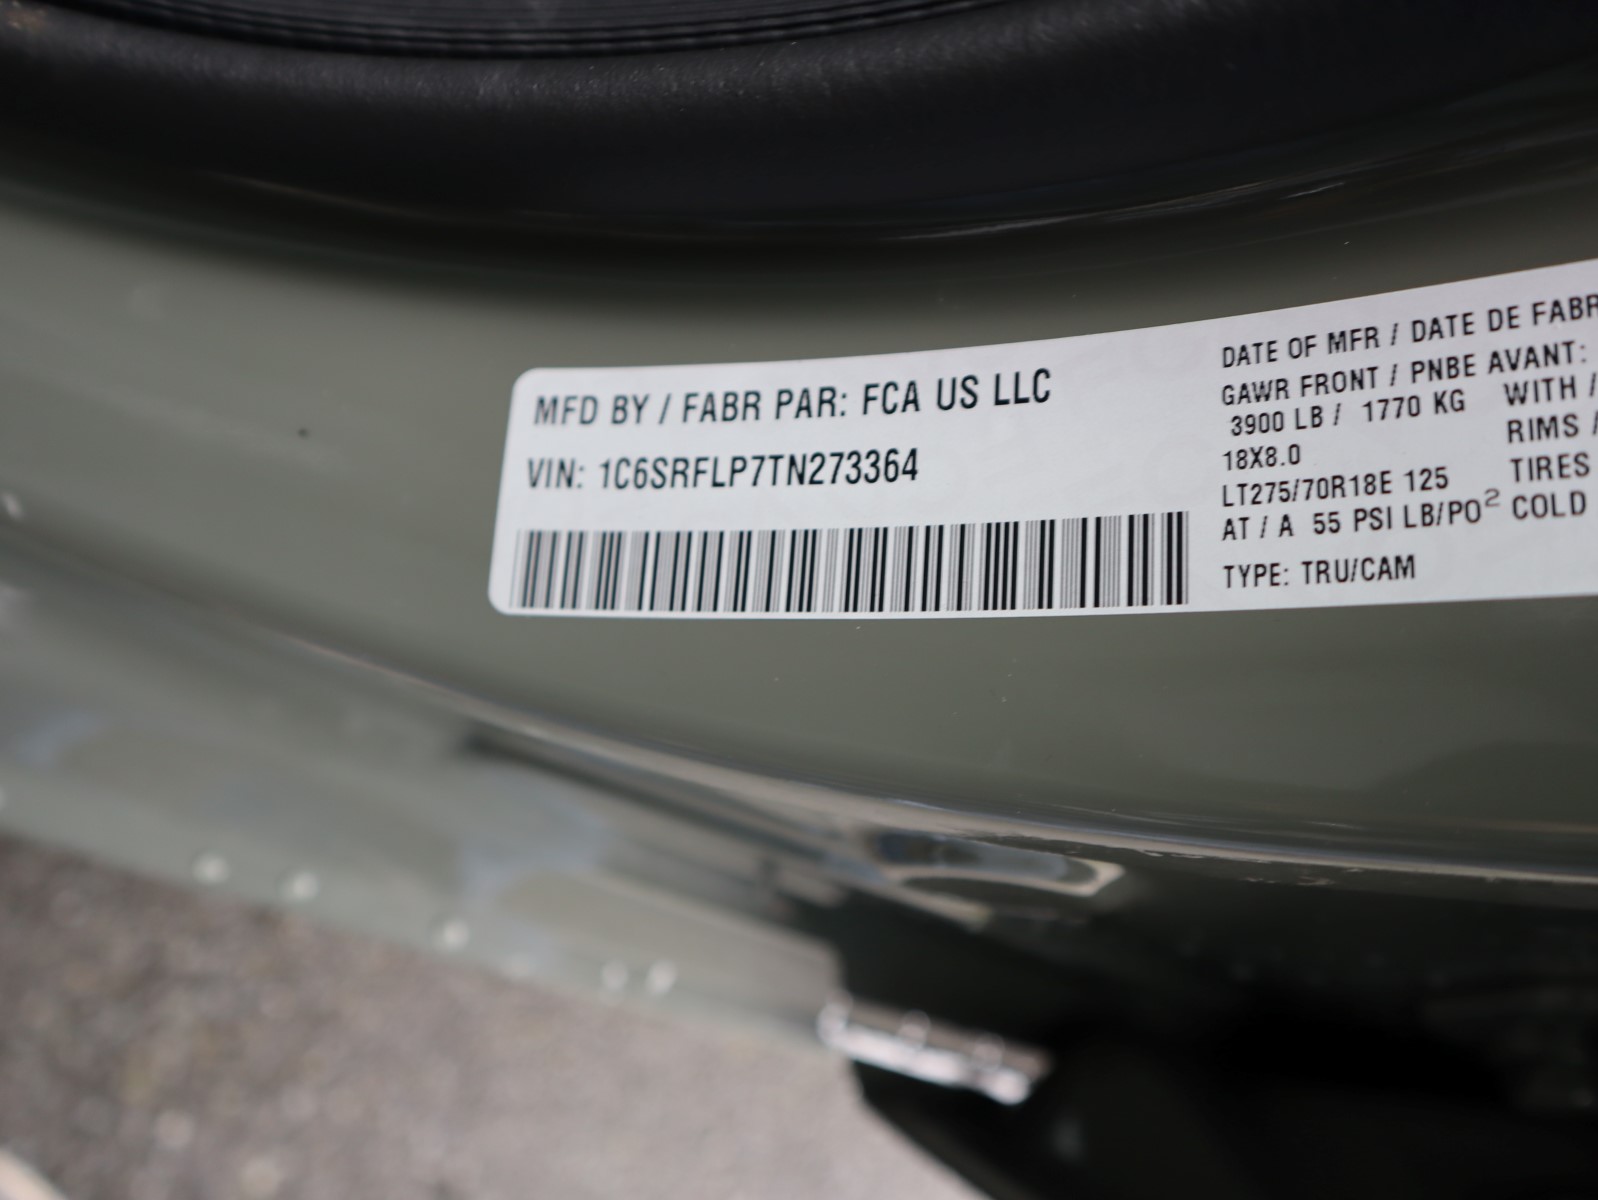 MFD BY / FABR PAR: FCA US LLC
VIN: 1C6SRFLP7TN273364
DATE OF MFR / DATE DE FABR
GAWR FRONT / PNBE AVANT:
3900 LB / 1770 KG WITH /
18X8.0 RIMS /
LT275/70R18E 125 TIRES
AT / A 55 PSI LB/PO² COLD
TYPE: TRU/CAM